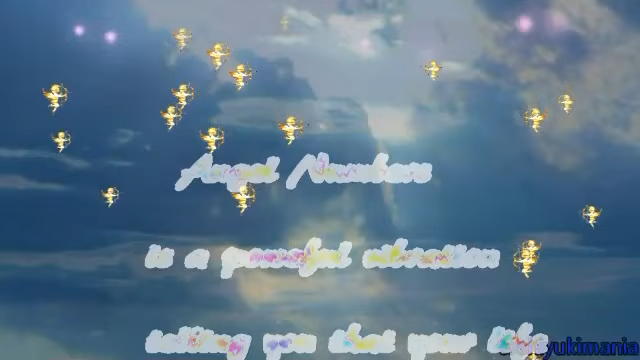 Angel Numbers
is a powerful vibration
telling you that your
yukimania